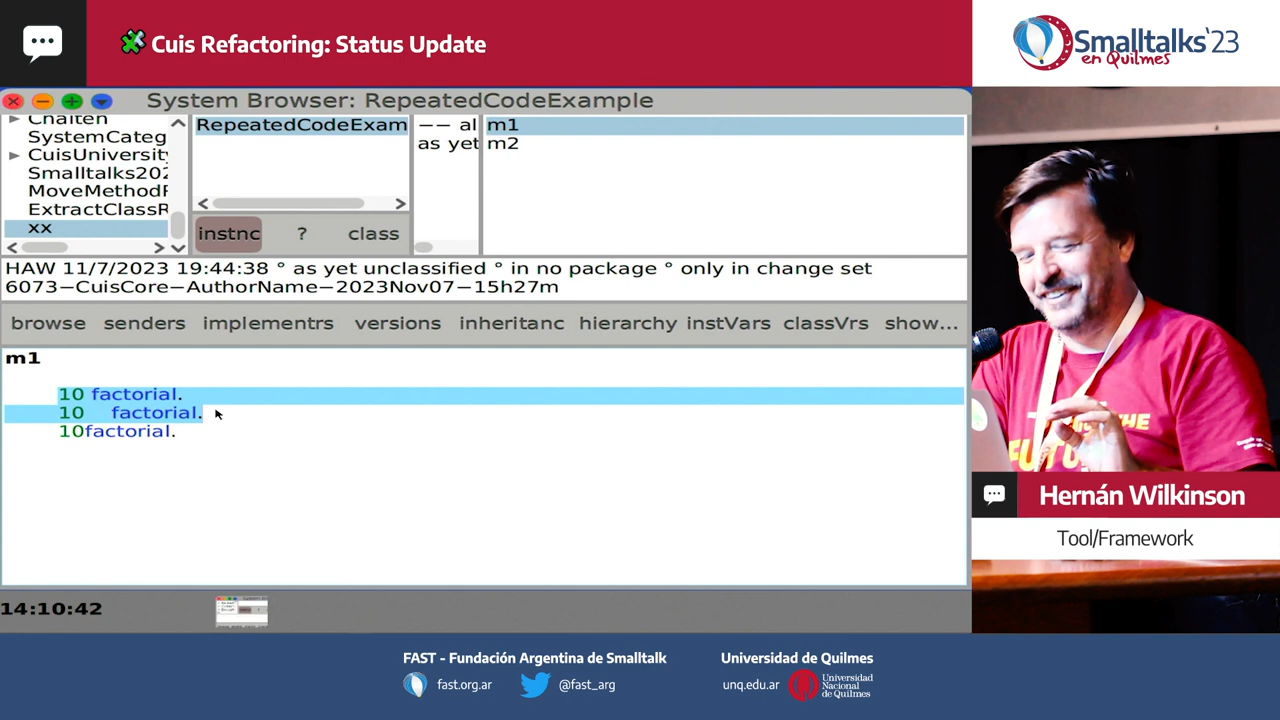 Cuis Refactoring: Status Update
Smalltalks'23
en Quilmes
System Browser: RepeatedCodeExample
Chaiten
SystemCateg
CuisUniversity
Smalltalks202
MoveMethodF
ExtractClassR
xx
RepeatedCodeExam
instnc ? class
-- al
as yet
m1
m2
HAW 11/7/2023 19:44:38 ° as yet unclassified ° in no package ° only in change set
6073-CuisCore-AuthorName-2023Nov07-15h27m
browse senders implementrs versions inheritanc hierarchy instVars classVrs show...
m1
10 factorial.
10 factorial.
10factorial.
14:10:42
THE
FUTU
Hernán Wilkinson
Tool/Framework
FAST - Fundación Argentina de Smalltalk
fast.org.ar @fast_arg
Universidad de Quilmes
unq.edu.ar
Universidad
Nacional
de Quilmes